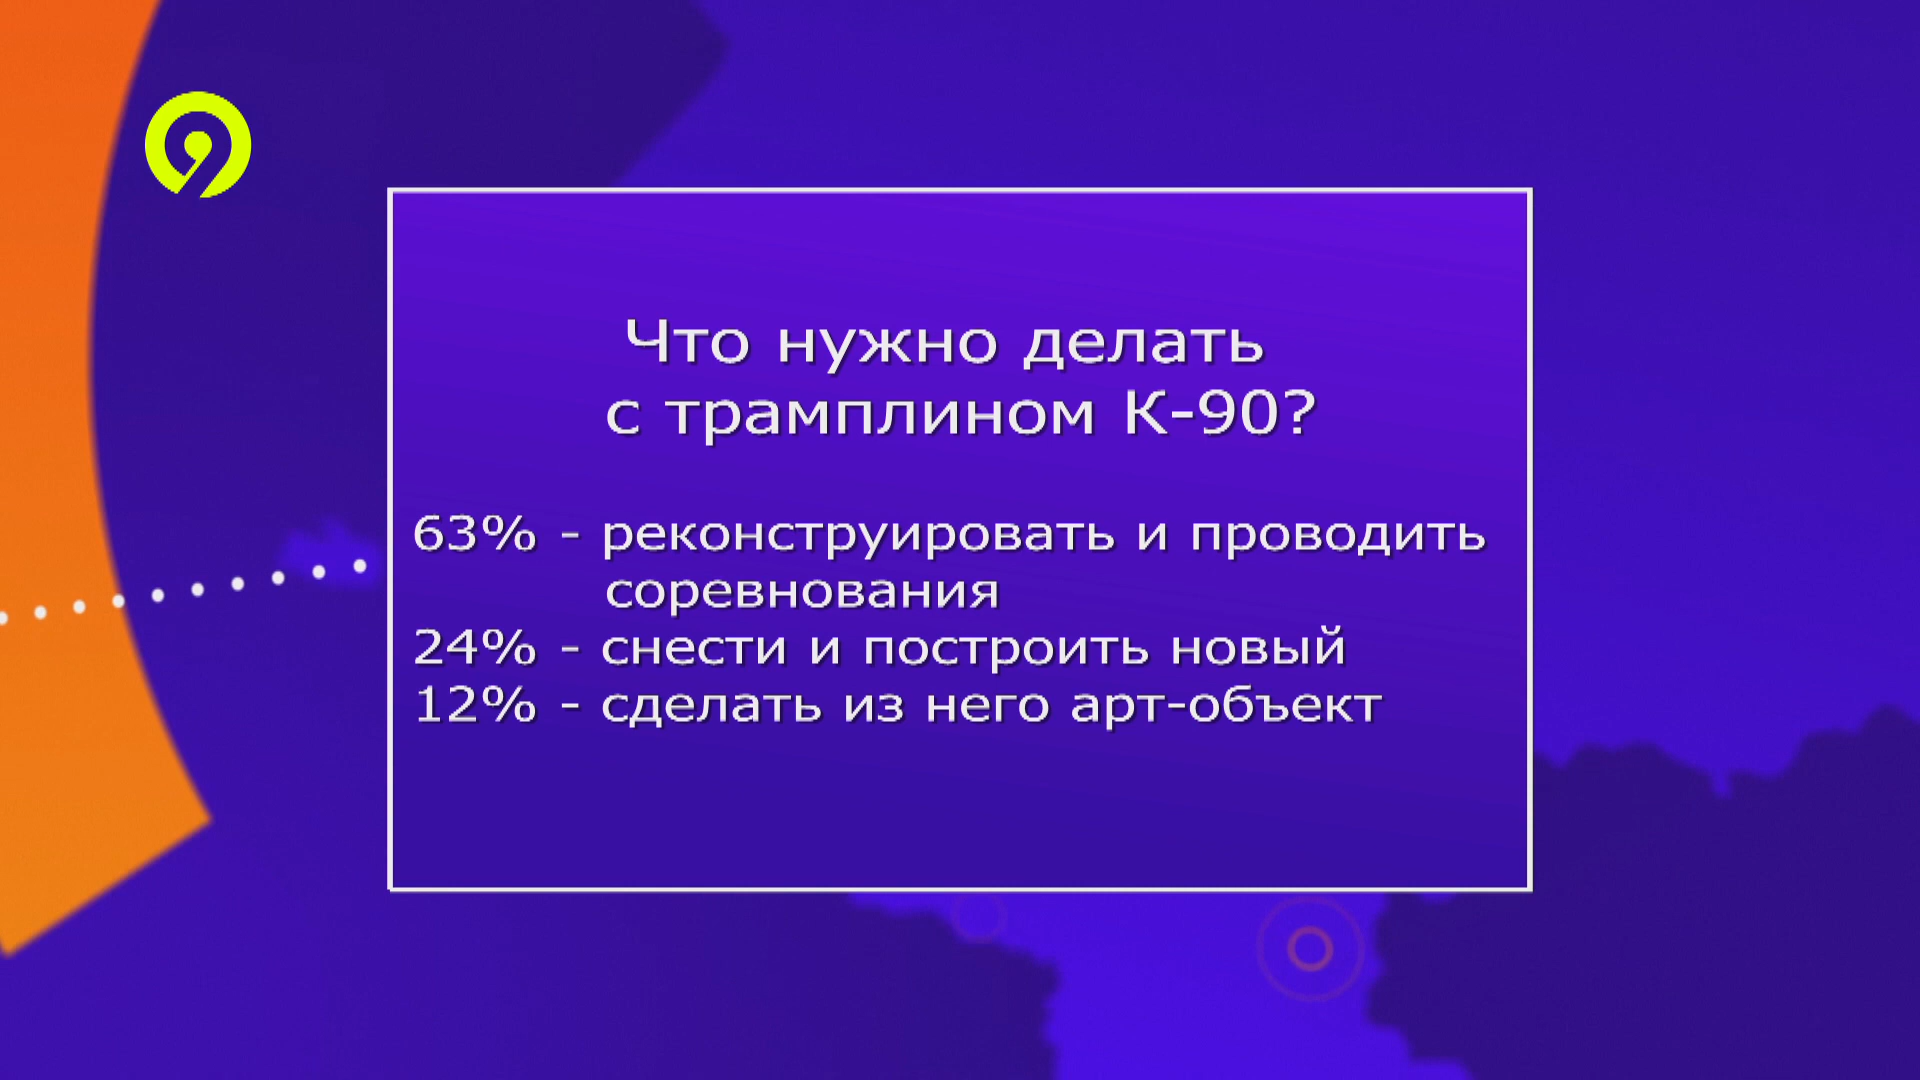 Что нужно делать
с трамплином К-90?
63% - реконструировать и проводить
соревнования
24% - снести и построить новый
12% - сделать из него арт-объект